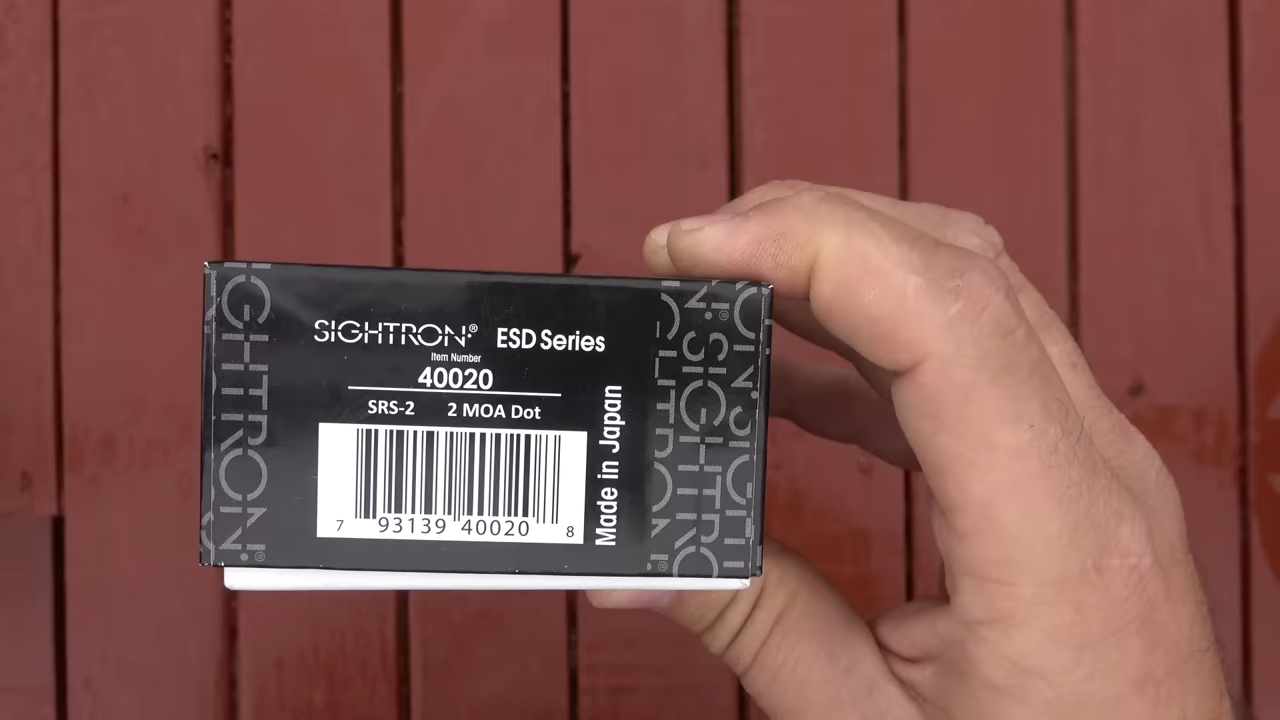 SIGHTRON® ESD Series
Item Number
40020
SRS-2 2 MOA Dot
7 93139 40020 8
Made in Japan
SIGHTRON
SIGHTRO